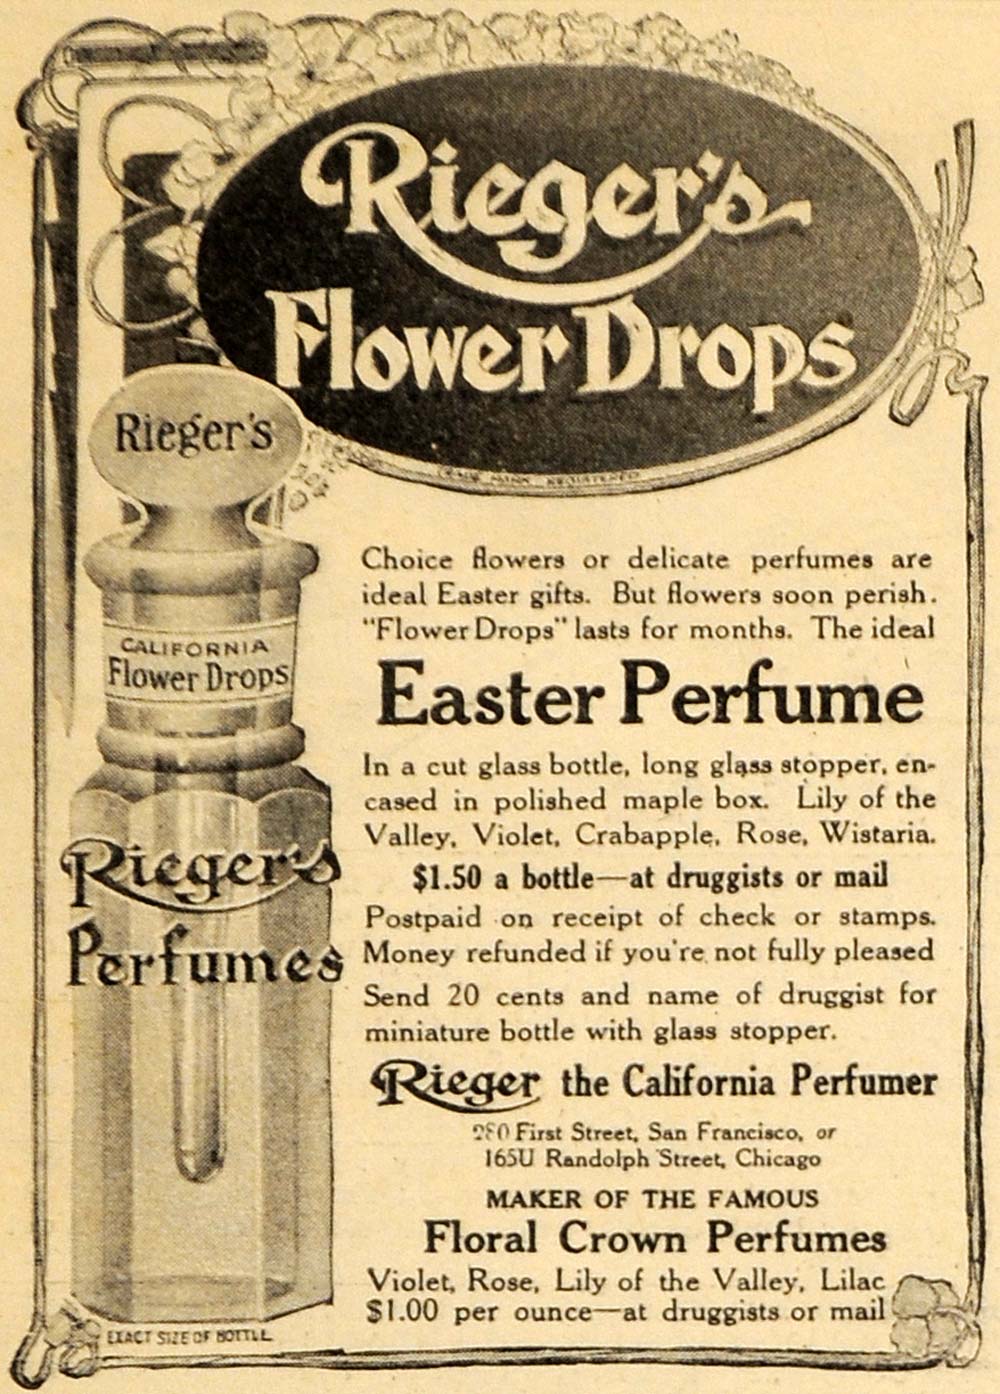 Rieger's
Flower Drops
TRADE MARK REGISTERED
Rieger's
CALIFORNIA
Flower Drops
Rieger's
Perfumes
EXACT SIZE OF BOTTLE
Choice flowers or delicate perfumes are
ideal Easter gifts. But flowers soon perish.
"Flower Drops" lasts for months. The ideal
Easter Perfume
In a cut glass bottle, long glass stopper, en-
cased in polished maple box. Lily of the
Valley, Violet, Crabapple, Rose, Wistaria.
$1.50 a bottle—at druggists or mail
Postpaid on receipt of check or stamps.
Money refunded if you're not fully pleased
Send 20 cents and name of druggist for
miniature bottle with glass stopper.
Rieger the California Perfumer
First Street, San Francisco, or
165U Randolph Street, Chicago
MAKER OF THE FAMOUS
Floral Crown Perfumes
Violet, Rose, Lily of the Valley, Lilac
$1.00 per ounce—at druggists or mail